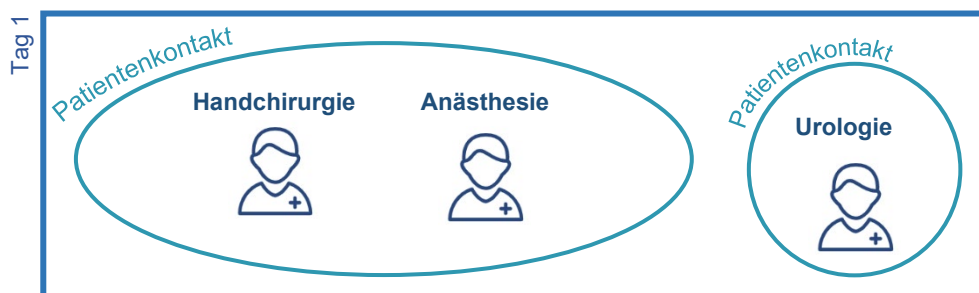 Tag 1
Patientenkontakt
Handchirurgie
Anästhesie
Patientenkontakt
Urologie